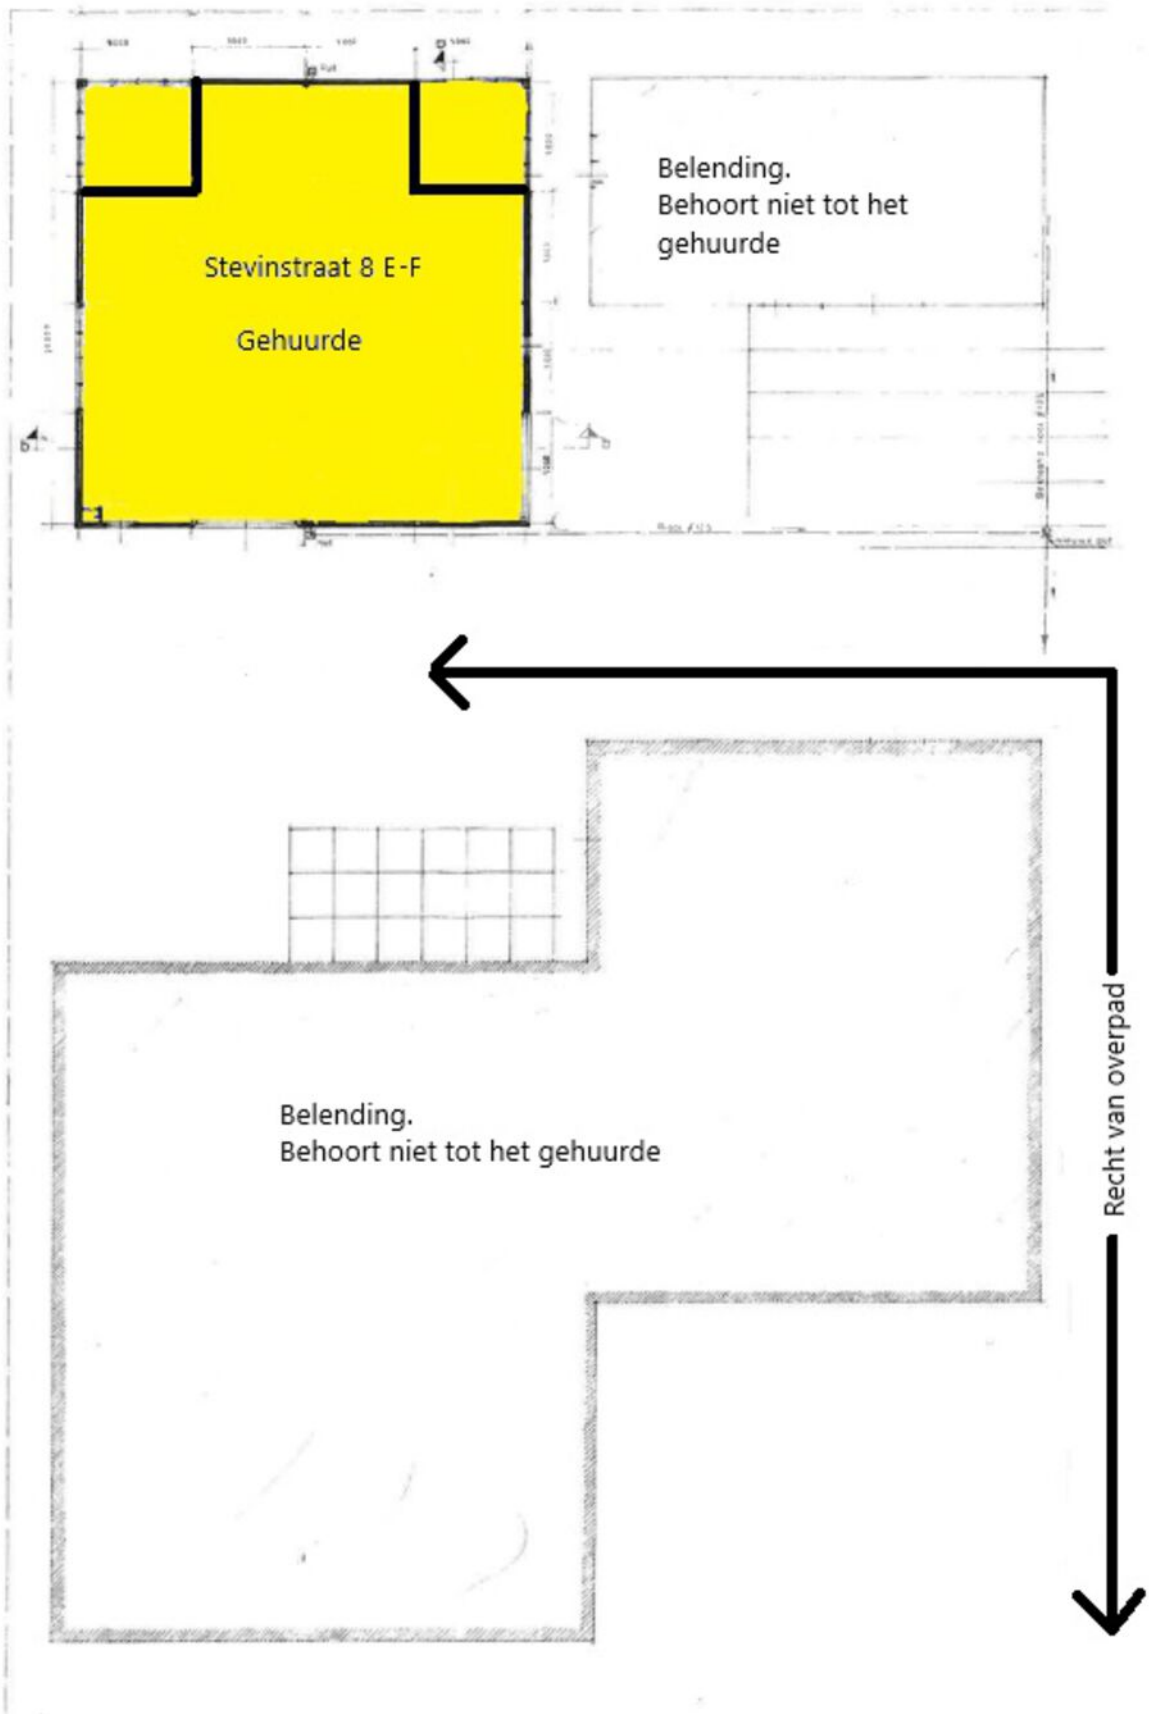 Belending.
Behoort niet tot het
gehuurde
Stevinstraat 8 E-F
Gehuurde
Belending.
Behoort niet tot het gehuurde
Recht van overpad